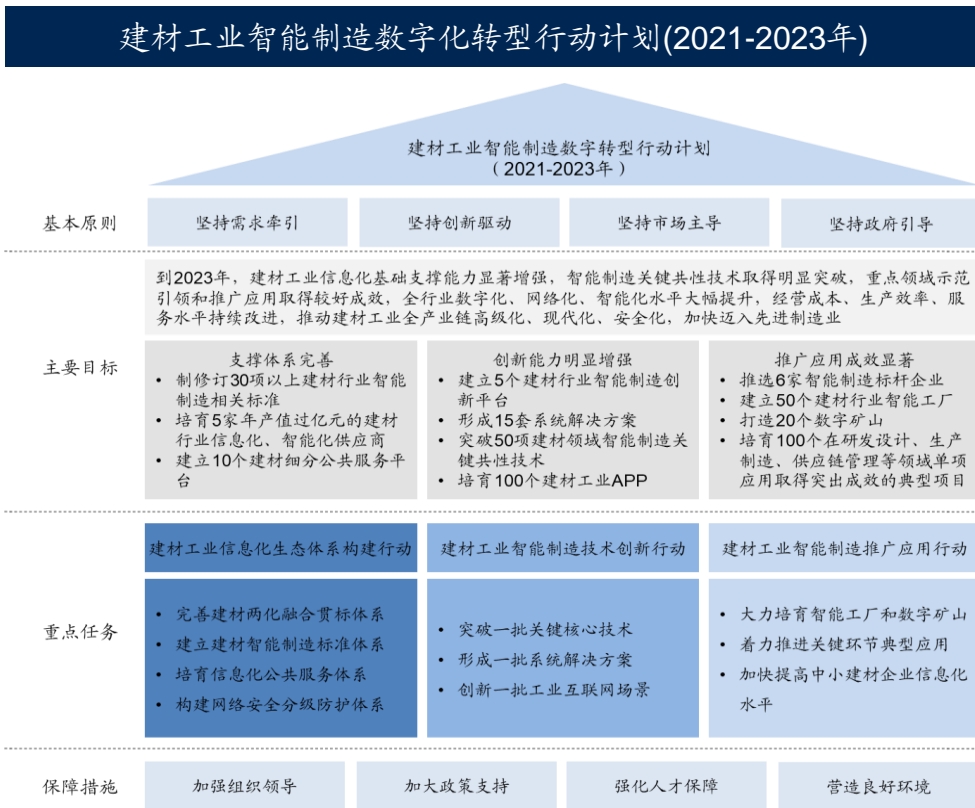 建材工业智能制造数字化转型行动计划(2021-2023年)
建材工业智能制造数字转型行动计划
（2021-2023年）
基本原则
坚持需求牵引
坚持创新驱动
坚持市场主导
坚持政府引导
主要目标
到2023年，建材工业信息化基础支撑能力显著增强，智能制造关键共性技术取得明显突破，重点领域示范
引领和推广应用取得较好成效，全行业数字化、网络化、智能化水平大幅提升，经营成本、生产效率、服
务水平持续改进，推动建材工业全产业链高级化、现代化、安全化，加快迈入先进制造业
支撑体系完善
• 制修订30项以上建材行业智能
制造相关标准
• 培育5家年产值过亿元的建材
行业信息化、智能化供应商
• 建立10个建材细分公共服务平
台
创新能力明显增强
• 建立5个建材行业智能制造创
新平台
• 形成15套系统解决方案
• 突破50项建材领域智能制造关
键共性技术
• 培育100个建材工业APP
推广应用成效显著
• 推选6家智能制造标杆企业
• 建立50个建材行业智能工厂
• 打造20个数字矿山
• 培育100个在研发设计、生产
制造、供应链管理等领域单项
应用取得突出成效的典型项目
重点任务
建材工业信息化生态体系构建行动
• 完善建材两化融合贯标体系
• 建立建材智能制造标准体系
• 培育信息化公共服务体系
• 构建网络安全分级防护体系
建材工业智能制造技术创新行动
• 突破一批关键核心技术
• 形成一批系统解决方案
• 创新一批工业互联网场景
建材工业智能制造推广应用行动
• 大力培育智能工厂和数字矿山
• 着力推进关键环节典型应用
• 加快提高中小建材企业信息化
水平
保障措施
加强组织领导
加大政策支持
强化人才保障
营造良好环境